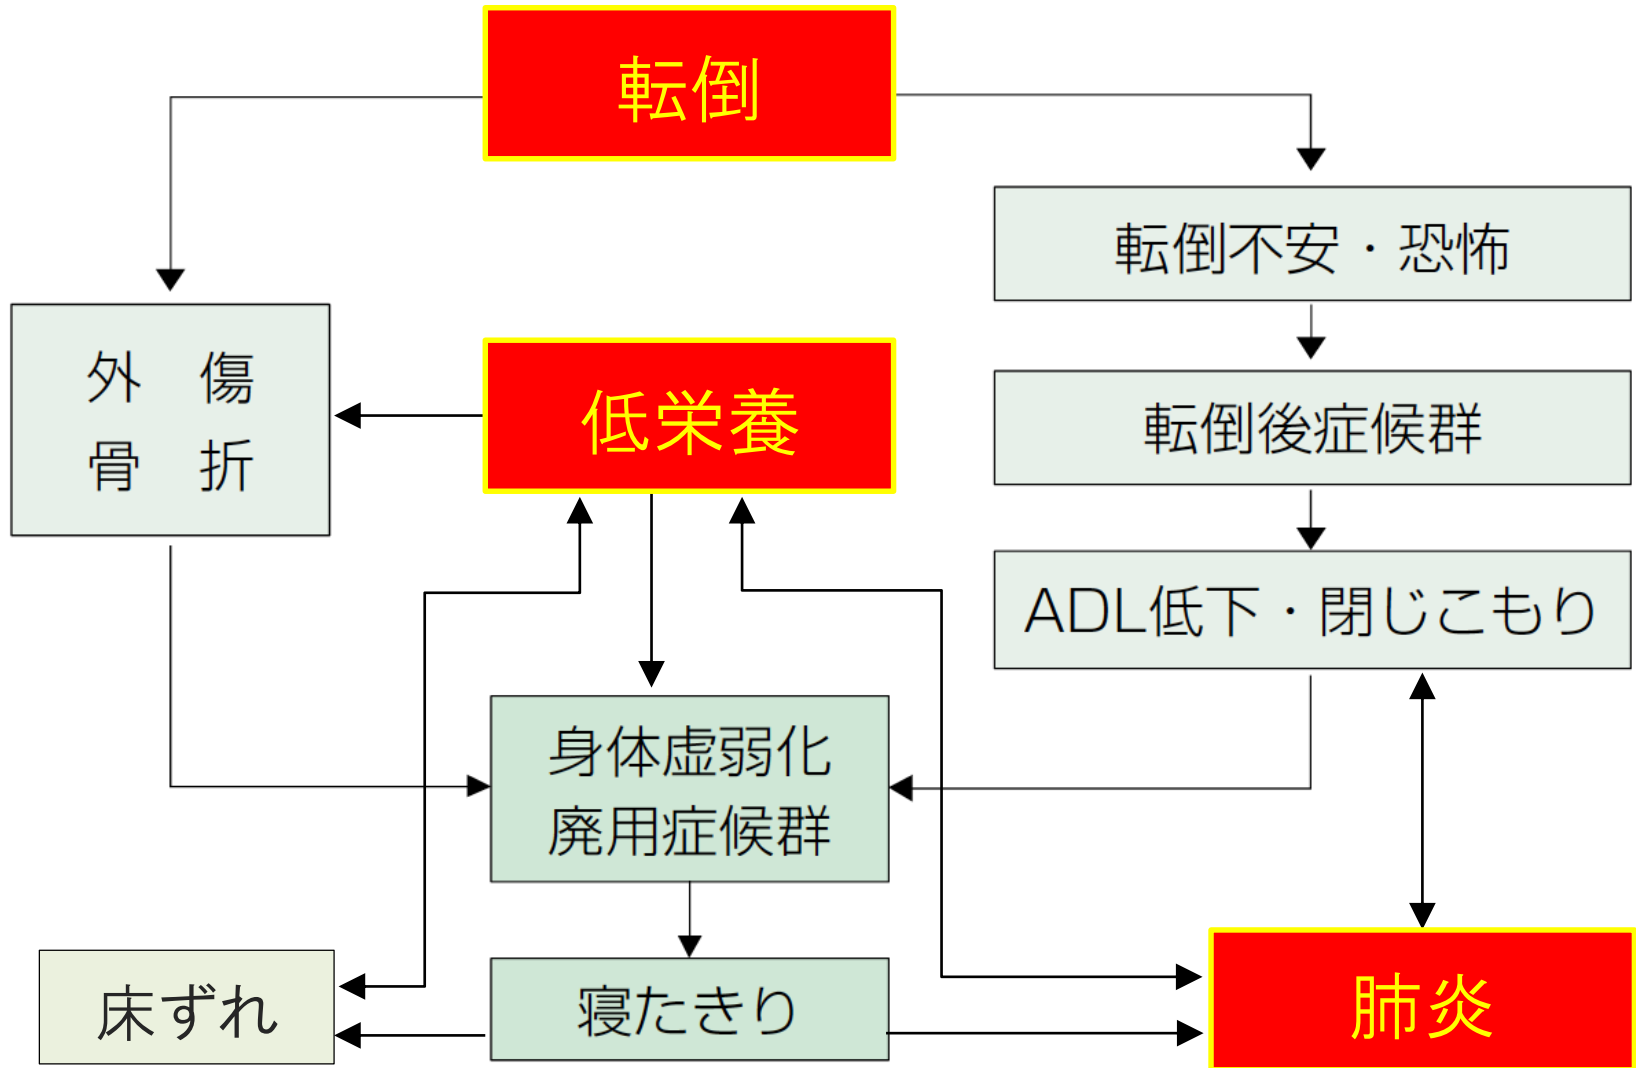 転倒
転倒不安・恐怖
外　傷
骨　折
低栄養
転倒後症候群
ADL低下・閉じこもり
身体虚弱化
廃用症候群
床ずれ
寝たきり
肺炎